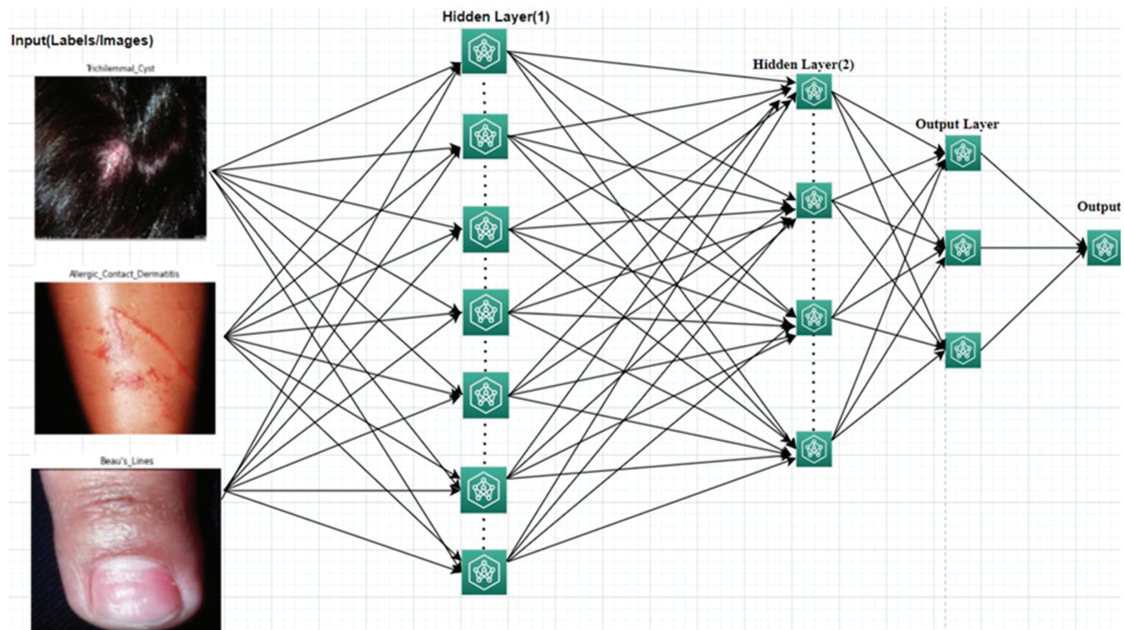 Hidden Layer(1)
Input(Labels/Images)
Trichilemmal_Cyst
Hidden Layer(2)
Output Layer
Output
Allergic_Contact_Dermatitis
Beau's_Lines